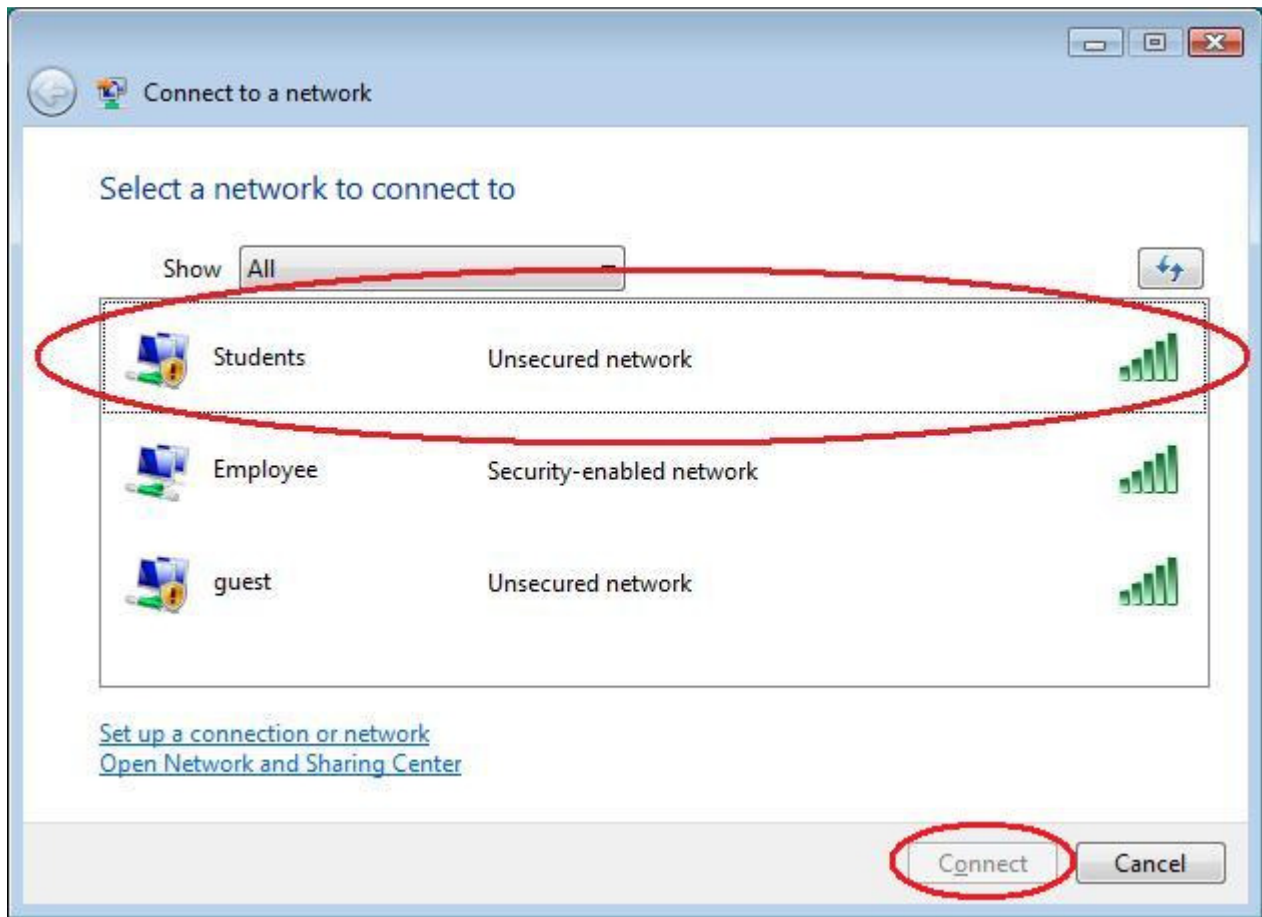 Connect to a network
Select a network to connect to
Show All
Students Unsecured network
Employee Security-enabled network
guest Unsecured network
Set up a connection or network
Open Network and Sharing Center
Connect Cancel